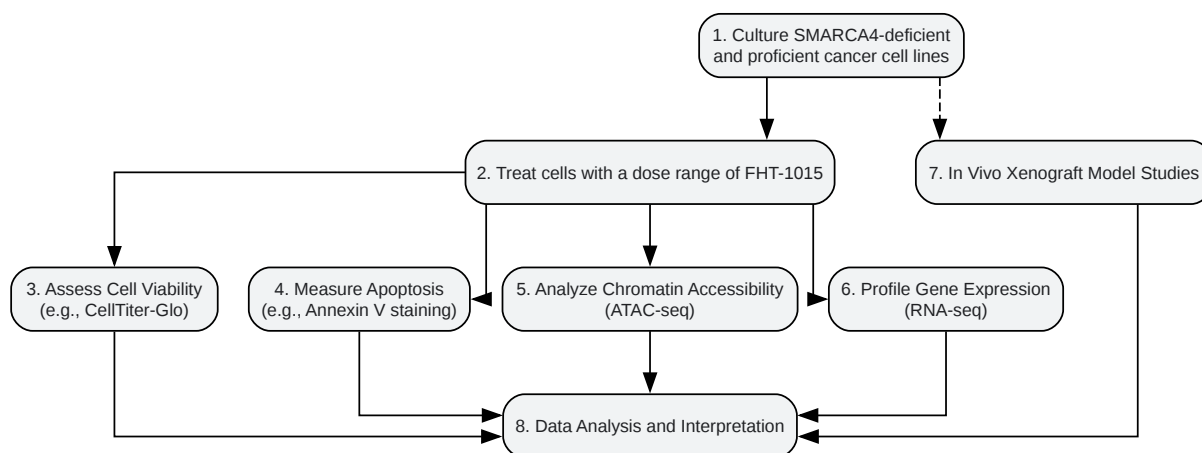 1. Culture SMARCA4-deficient
and proficient cancer cell lines
2. Treat cells with a dose range of FHT-1015
7. In Vivo Xenograft Model Studies
3. Assess Cell Viability
(e.g., CellTiter-Glo)
4. Measure Apoptosis
(e.g., Annexin V staining)
5. Analyze Chromatin Accessibility
(ATAC-seq)
6. Profile Gene Expression
(RNA-seq)
8. Data Analysis and Interpretation